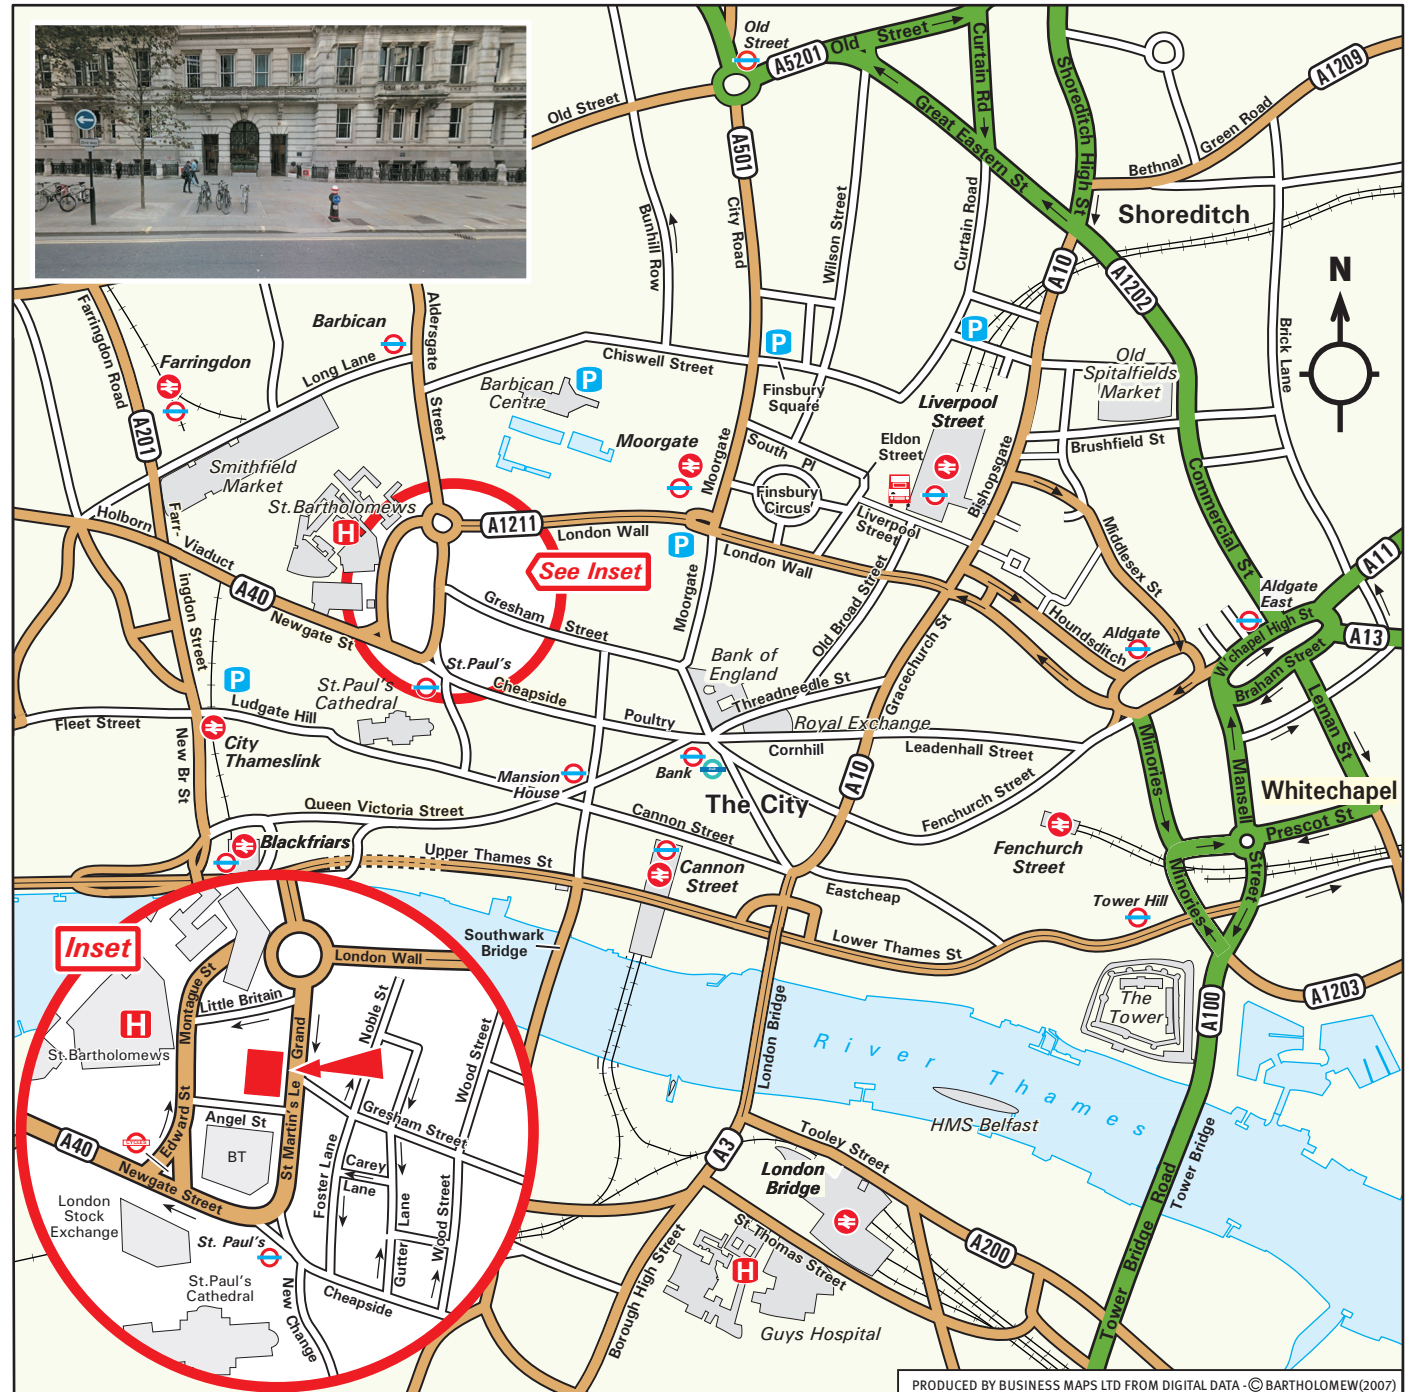 Old
Street
A5201
Old Street
Curtain Rd
Shoreditch High St
A1209
Old Street
A501
Great Eastern St
Bethnal Green Road
Bunhill Row
City Road
Wilson Street
Curtain Road
Shoreditch
A10
A1202
N
Farringdon Road
Barbican
Aldersgate Street
Farringdon
Long Lane
Chiswell Street
P
P
P
Old
Spitalfields
Market
Brick Lane
Barbican
Centre
Finsbury
Square
Liverpool
Street
A201
Moorgate
Moorgate
South Pl
Eldon
Street
Brushfield St
Smithfield
Market
St.Bartholomews
H
Finsbury
Circus
Bishopsgate
Commercial St
Holborn Viaduct
Farr-
ingdon Street
A1211
London Wall
P
London Wall
Liverpool
Street
Middlesex St
A11
See Inset
A40
Newgate St
Gresham Street
Moorgate
Old Broad Street
Gracechurch St
Houndsditch
Aldgate
Aldgate
East
W'chapel High St
A13
Braham Street
Leman St
P
St.Paul's
St.Paul's
Cathedral
Cheapside
Bank of
England
Threadneedle St
Royal Exchange
Fleet Street
Ludgate Hill
Poultry
Cornhill
Leadenhall Street
City
Thameslink
New Br St
Mansion
House
Bank
A10
Minories
Mansell Street
Whitechapel
The City
Queen Victoria Street
Cannon Street
Fenchurch Street
Prescot St
Blackfriars
Upper Thames St
Cannon
Street
Fenchurch
Street
Eastcheap
Minories
Tower Hill
Inset
Southwark
Bridge
Lower Thames St
London Wall
Montague St
Little Britain
Noble St
The
Tower
A1203
A100
H
St.Bartholomews
St Martin's Le Grand
Wood Street
London Bridge
River Thames
HMS Belfast
Angel St
Gresham Street
Edward St
CYCLES
A40
BT
Newgate Street
Foster Lane
Carey
Lane
Gutter Lane
Wood Street
A3
Tooley Street
London
Bridge
Tower Bridge
London
Stock
Exchange
St. Paul's
St Thomas Street
A200
Tower Bridge Road
St.Paul's
Cathedral
New Change
Cheapside
Borough High Street
H
Guys Hospital
PRODUCED BY BUSINESS MAPS LTD FROM DIGITAL DATA - © BARTHOLOMEW(2007)